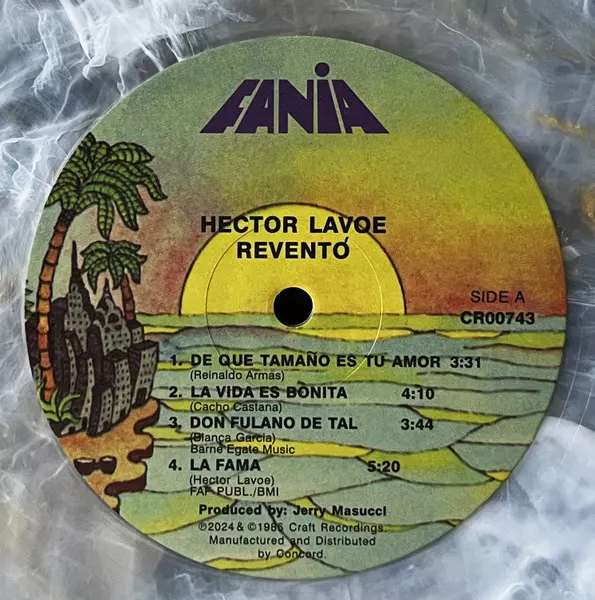 FANIA
HECTOR LAVOE
REVENTÓ
SIDE A
CR00743
1. DE QUE TAMAÑO ES TU AMOR 3:31
(Reinaldo Armas)
2. LA VIDA ES BONITA 4:10
(Cacho Castana)
3. DON FULANO DE TAL 3:44
(Blanca Garcia)
Barne Egate Music
4. LA FAMA 5:20
(Hector Lavoe)
FAF PUBL./BMI
Produced by: Jerry Masucci
℗2024 & ©1985 Craft Recordings.
Manufactured and Distributed
by Concord.